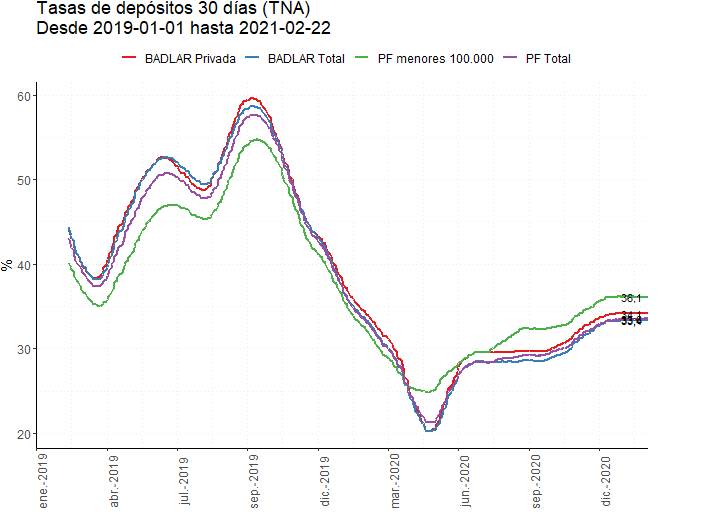 Tasas de depósitos 30 días (TNA)
Desde 2019-01-01 hasta 2021-02-22
BADLAR Privada BADLAR Total PF menores 100.000 PF Total
60
50
40
30
20
%
36,1
34,1
ene.-2019 abr.-2019 jul.-2019 sep.-2019 dic.-2019 mar.-2020 jun.-2020 sep.-2020 dic.-2020